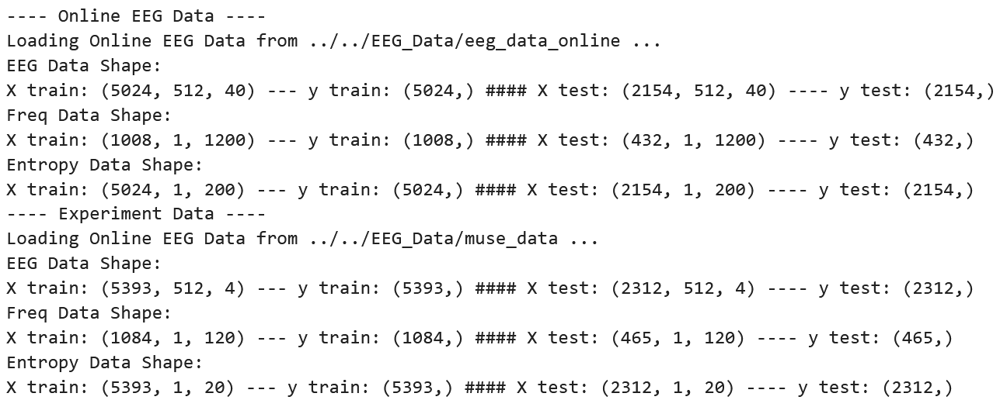 ---- Online EEG Data ----
Loading Online EEG Data from ../../EEG_Data/eeg_data_online ...
EEG Data Shape:
X train: (5024, 512, 40) --- y train: (5024,) #### X test: (2154, 512, 40) ---- y test: (2154,)
Freq Data Shape:
X train: (1008, 1, 1200) --- y train: (1008,) #### X test: (432, 1, 1200) ---- y test: (432,)
Entropy Data Shape:
X train: (5024, 1, 200) --- y train: (5024,) #### X test: (2154, 1, 200) ---- y test: (2154,)
---- Experiment Data ----
Loading Online EEG Data from ../../EEG_Data/muse_data ...
EEG Data Shape:
X train: (5393, 512, 4) --- y train: (5393,) #### X test: (2312, 512, 4) ---- y test: (2312,)
Freq Data Shape:
X train: (1084, 1, 120) --- y train: (1084,) #### X test: (465, 1, 120) ---- y test: (465,)
Entropy Data Shape:
X train: (5393, 1, 20) --- y train: (5393,) #### X test: (2312, 1, 20) ---- y test: (2312,)